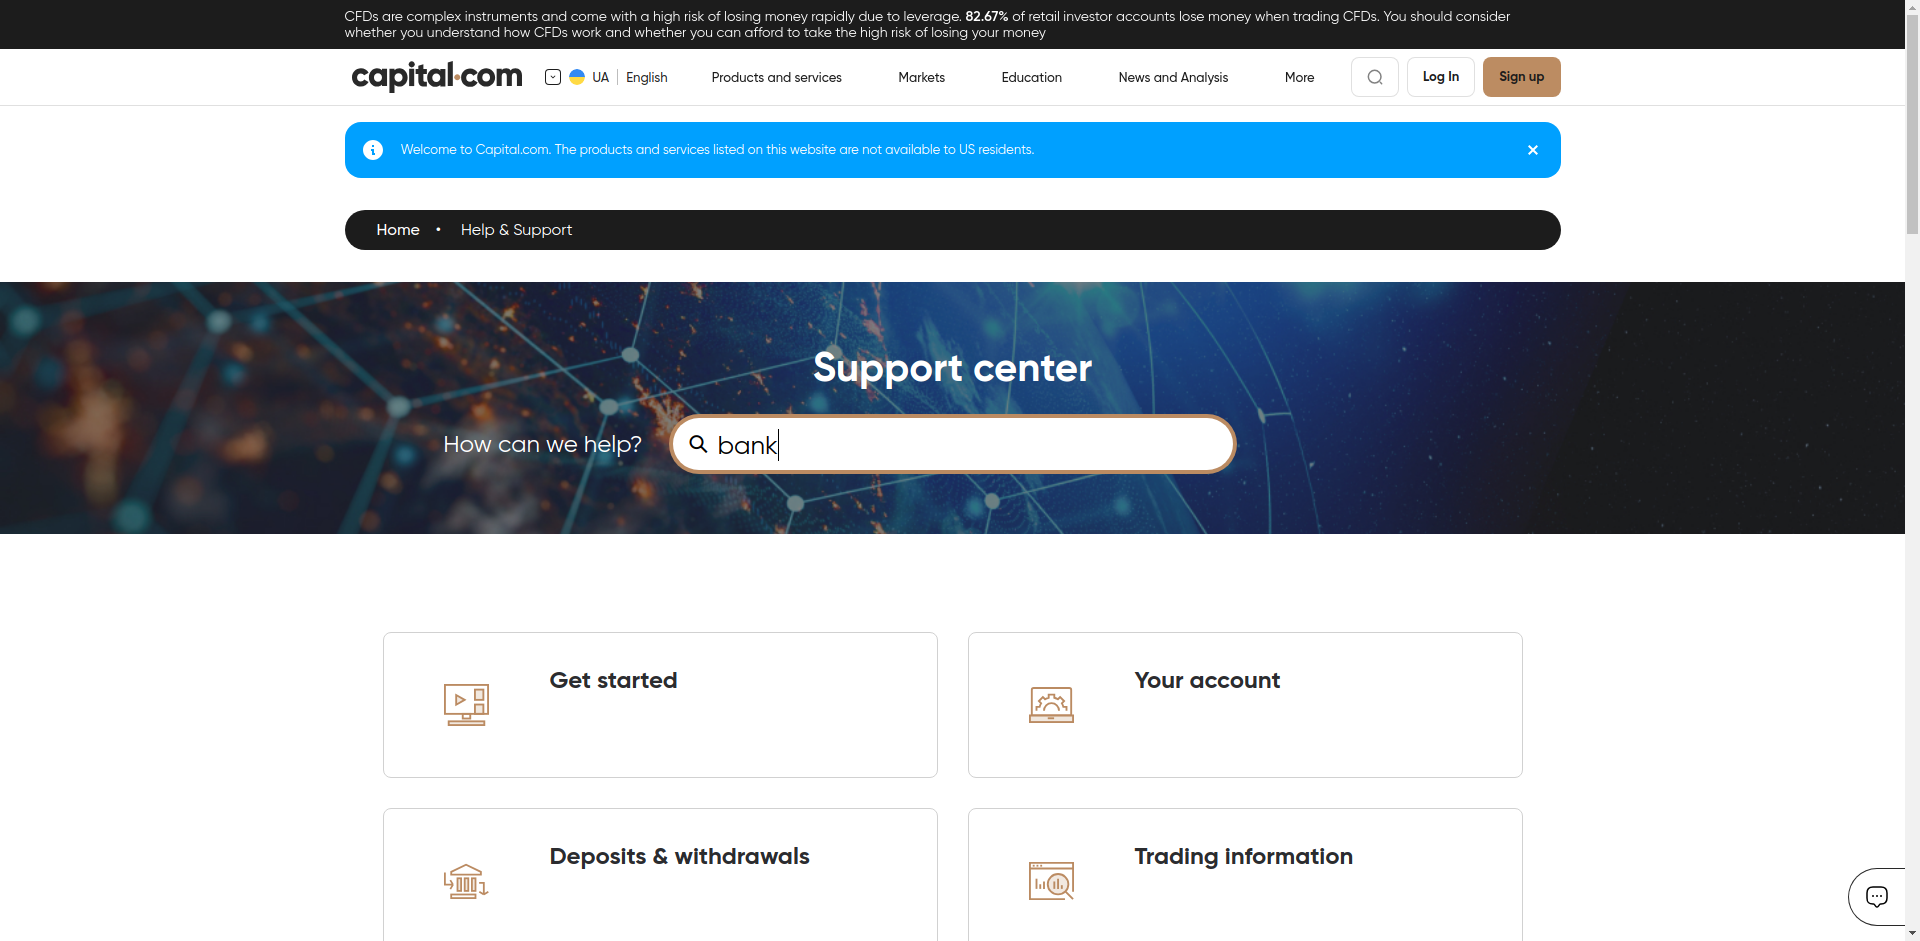 CFDs are complex instruments and come with a high risk of losing money rapidly due to leverage. 82.67% of retail investor accounts lose money when trading CFDs. You should consider
whether you understand how CFDs work and whether you can afford to take the high risk of losing your money
capital.com UA English Products and services Markets Education News and Analysis More Log In Sign up
Welcome to Capital.com. The products and services listed on this website are not available to US residents.
Home • Help & Support
Support center
How can we help? bank
Get started
Your account
Deposits & withdrawals
Trading information